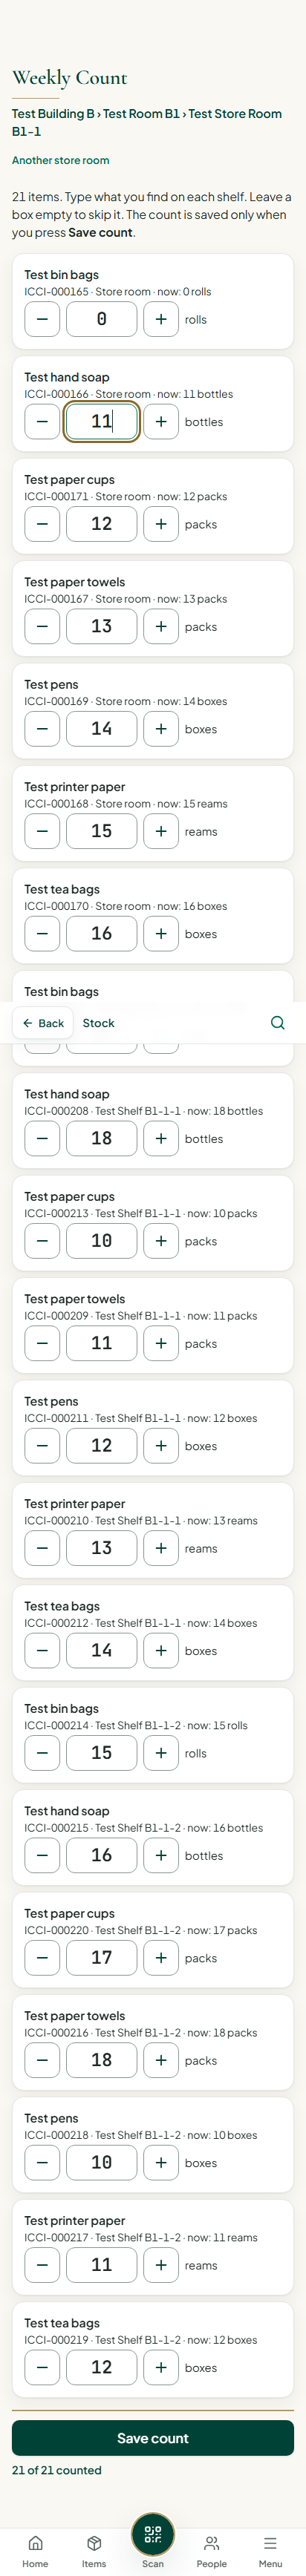 Weekly Count
Test Building B › Test Room B1 › Test Store Room
B1-1
Another store room
21 items. Type what you find on each shelf. Leave a
box empty to skip it. The count is saved only when
you press Save count.
Test bin bags
ICCI-000165 · Store room · now: 0 rolls
− 0 + rolls
Test hand soap
ICCI-000166 · Store room · now: 11 bottles
− 11 + bottles
Test paper cups
ICCI-000171 · Store room · now: 12 packs
− 12 + packs
Test paper towels
ICCI-000167 · Store room · now: 13 packs
− 13 + packs
Test pens
ICCI-000169 · Store room · now: 14 boxes
− 14 + boxes
Test printer paper
ICCI-000168 · Store room · now: 15 reams
− 15 + reams
Test tea bags
ICCI-000170 · Store room · now: 16 boxes
− 16 + boxes
Test bin bags
← Back Stock
Test hand soap
ICCI-000208 · Test Shelf B1-1-1 · now: 18 bottles
− 18 + bottles
Test paper cups
ICCI-000213 · Test Shelf B1-1-1 · now: 10 packs
− 10 + packs
Test paper towels
ICCI-000209 · Test Shelf B1-1-1 · now: 11 packs
− 11 + packs
Test pens
ICCI-000211 · Test Shelf B1-1-1 · now: 12 boxes
− 12 + boxes
Test printer paper
ICCI-000210 · Test Shelf B1-1-1 · now: 13 reams
− 13 + reams
Test tea bags
ICCI-000212 · Test Shelf B1-1-1 · now: 14 boxes
− 14 + boxes
Test bin bags
ICCI-000214 · Test Shelf B1-1-2 · now: 15 rolls
− 15 + rolls
Test hand soap
ICCI-000215 · Test Shelf B1-1-2 · now: 16 bottles
− 16 + bottles
Test paper cups
ICCI-000220 · Test Shelf B1-1-2 · now: 17 packs
− 17 + packs
Test paper towels
ICCI-000216 · Test Shelf B1-1-2 · now: 18 packs
− 18 + packs
Test pens
ICCI-000218 · Test Shelf B1-1-2 · now: 10 boxes
− 10 + boxes
Test printer paper
ICCI-000217 · Test Shelf B1-1-2 · now: 11 reams
− 11 + reams
Test tea bags
ICCI-000219 · Test Shelf B1-1-2 · now: 12 boxes
− 12 + boxes
Save count
21 of 21 counted
Home Items Scan People Menu